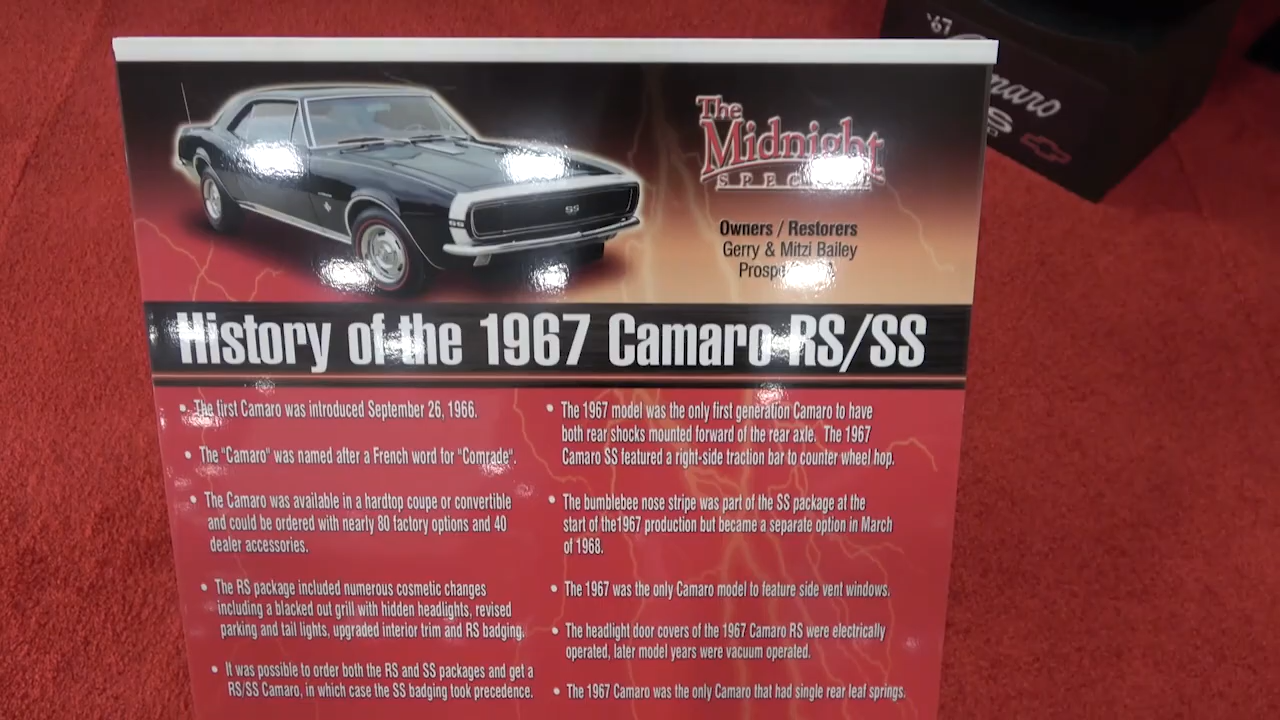 '67
Camaro
The
Midnight
SPECIAL
Owners / Restorers
Gerry & Mitzi Bailey
SS
SS
History of the 1967 Camaro RS/SS
• The first Camaro was introduced September 26, 1966.
• The "Camaro" was named after a French word for "Comrade".
• The Camaro was available in a hardtop coupe or convertible
and could be ordered with nearly 80 factory options and 40
dealer accessories.
• The RS package included numerous cosmetic changes
including a blacked out grill with hidden headlights, revised
parking and tail lights, upgraded interior trim and RS badging.
• It was possible to order both the RS and SS packages and get a
RS/SS Camaro, in which case the SS badging took precedence.
• The 1967 model was the only first generation Camaro to have
both rear shocks mounted forward of the rear axle. The 1967
Camaro SS featured a right-side traction bar to counter wheel hop.
• The bumblebee nose stripe was part of the SS package at the
start of the1967 production but became a separate option in March
of 1968.
• The 1967 was the only Camaro model to feature side vent windows.
• The headlight door covers of the 1967 Camaro RS were electrically
operated, later model years were vacuum operated.
• The 1967 Camaro was the only Camaro that had single rear leaf springs.